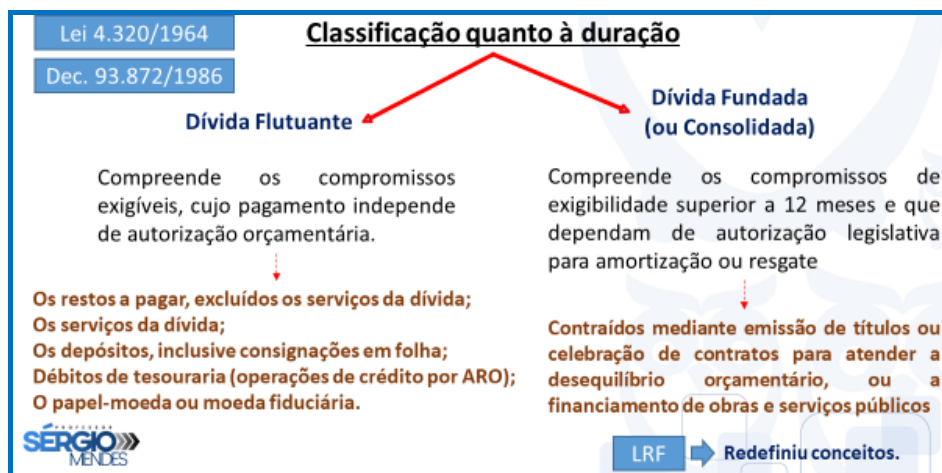 Lei 4.320/1964
Dec. 93.872/1986
Classificação quanto à duração
Dívida Flutuante
Compreende os compromissos
exigíveis, cujo pagamento independe
de autorização orçamentária.
Os restos a pagar, excluídos os serviços da dívida;
Os serviços da dívida;
Os depósitos, inclusive consignações em folha;
Débitos de tesouraria (operações de crédito por ARO);
O papel-moeda ou moeda fiduciária.
Dívida Fundada
(ou Consolidada)
Compreende os compromissos de
exigibilidade superior a 12 meses e que
dependam de autorização legislativa
para amortização ou resgate
Contraídos mediante emissão de títulos ou
celebração de contratos para atender a
desequilíbrio orçamentário, ou a
financiamento de obras e serviços públicos
PROFESSOR
SÉRGIO
MENDES
LRF
Redefiniu conceitos.